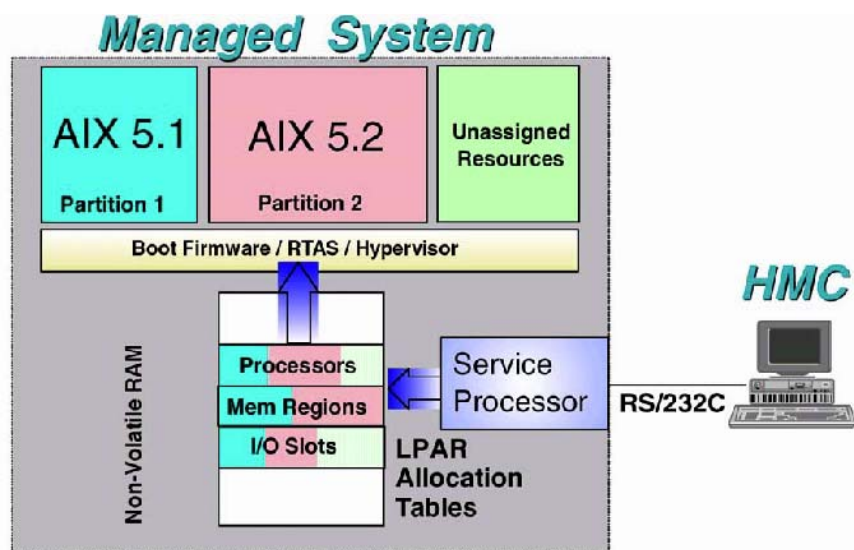 Managed System
AIX 5.1
Partition 1
AIX 5.2
Partition 2
Unassigned
Resources
Boot Firmware / RTAS / Hypervisor
HMC
Non-Volatile RAM
Processors
Mem Regions
I/O Slots
Service
Processor
RS/232C
LPAR
Allocation
Tables